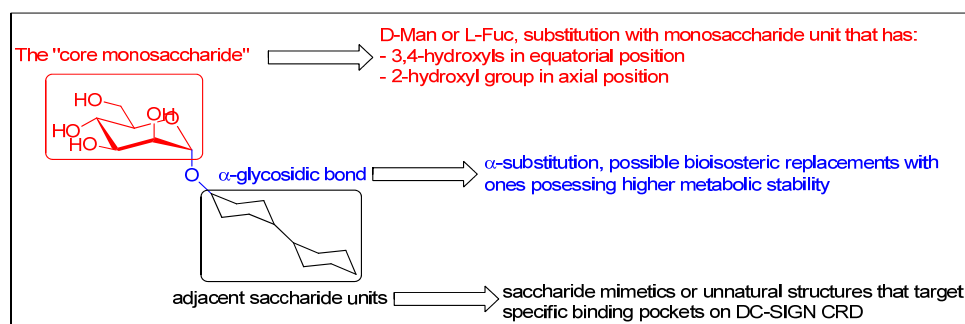 D-Man or L-Fuc, substitution with monosaccharide unit that has:
The "core monosaccharide"
- 3,4-hydroxyls in equatorial position
- 2-hydroxyl group in axial position
HO
OH
O
HO
HO
O
α-glycosidic bond
α-substitution, possible bioisosteric replacements with
ones posessing higher metabolic stability
adjacent saccharide units
saccharide mimetics or unnatural structures that target
specific binding pockets on DC-SIGN CRD